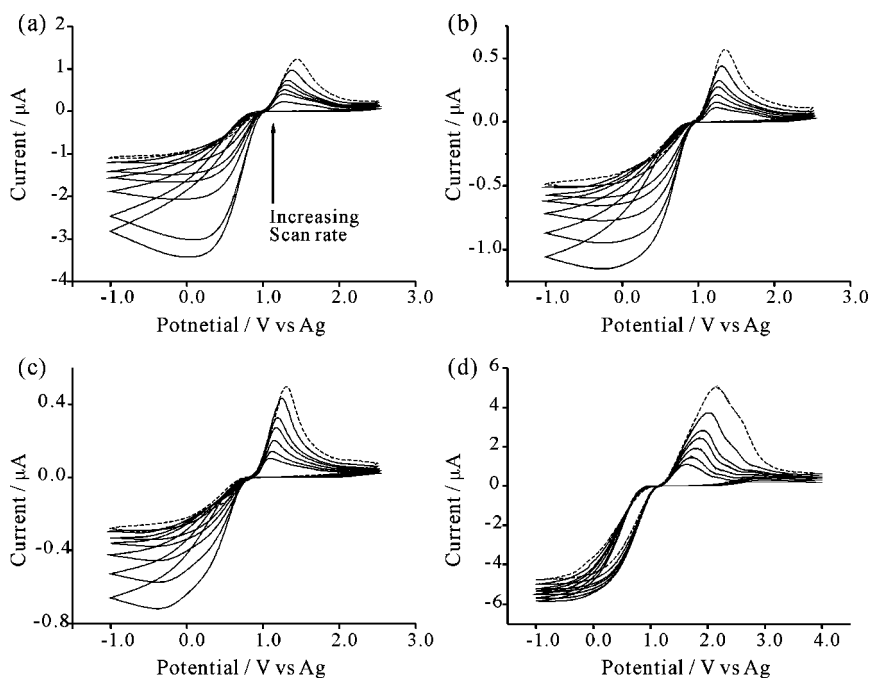 (a)
2
1
0
-1
-2
-3
-4
Current / μA
Increasing
Scan rate
-1.0 0.0 1.0 2.0 3.0
Potnetial / V vs Ag
(b)
0.5
0.0
-0.5
-1.0
Current / μA
-1.0 0.0 1.0 2.0 3.0
Potential / V vs Ag
(c)
0.4
0.0
-0.4
-0.8
Current / μA
-1.0 0.0 1.0 2.0 3.0
Potential / V vs Ag
(d)
6
4
2
0
-2
-4
-6
Current / μA
-1.0 0.0 1.0 2.0 3.0 4.0
Potential / V vs Ag